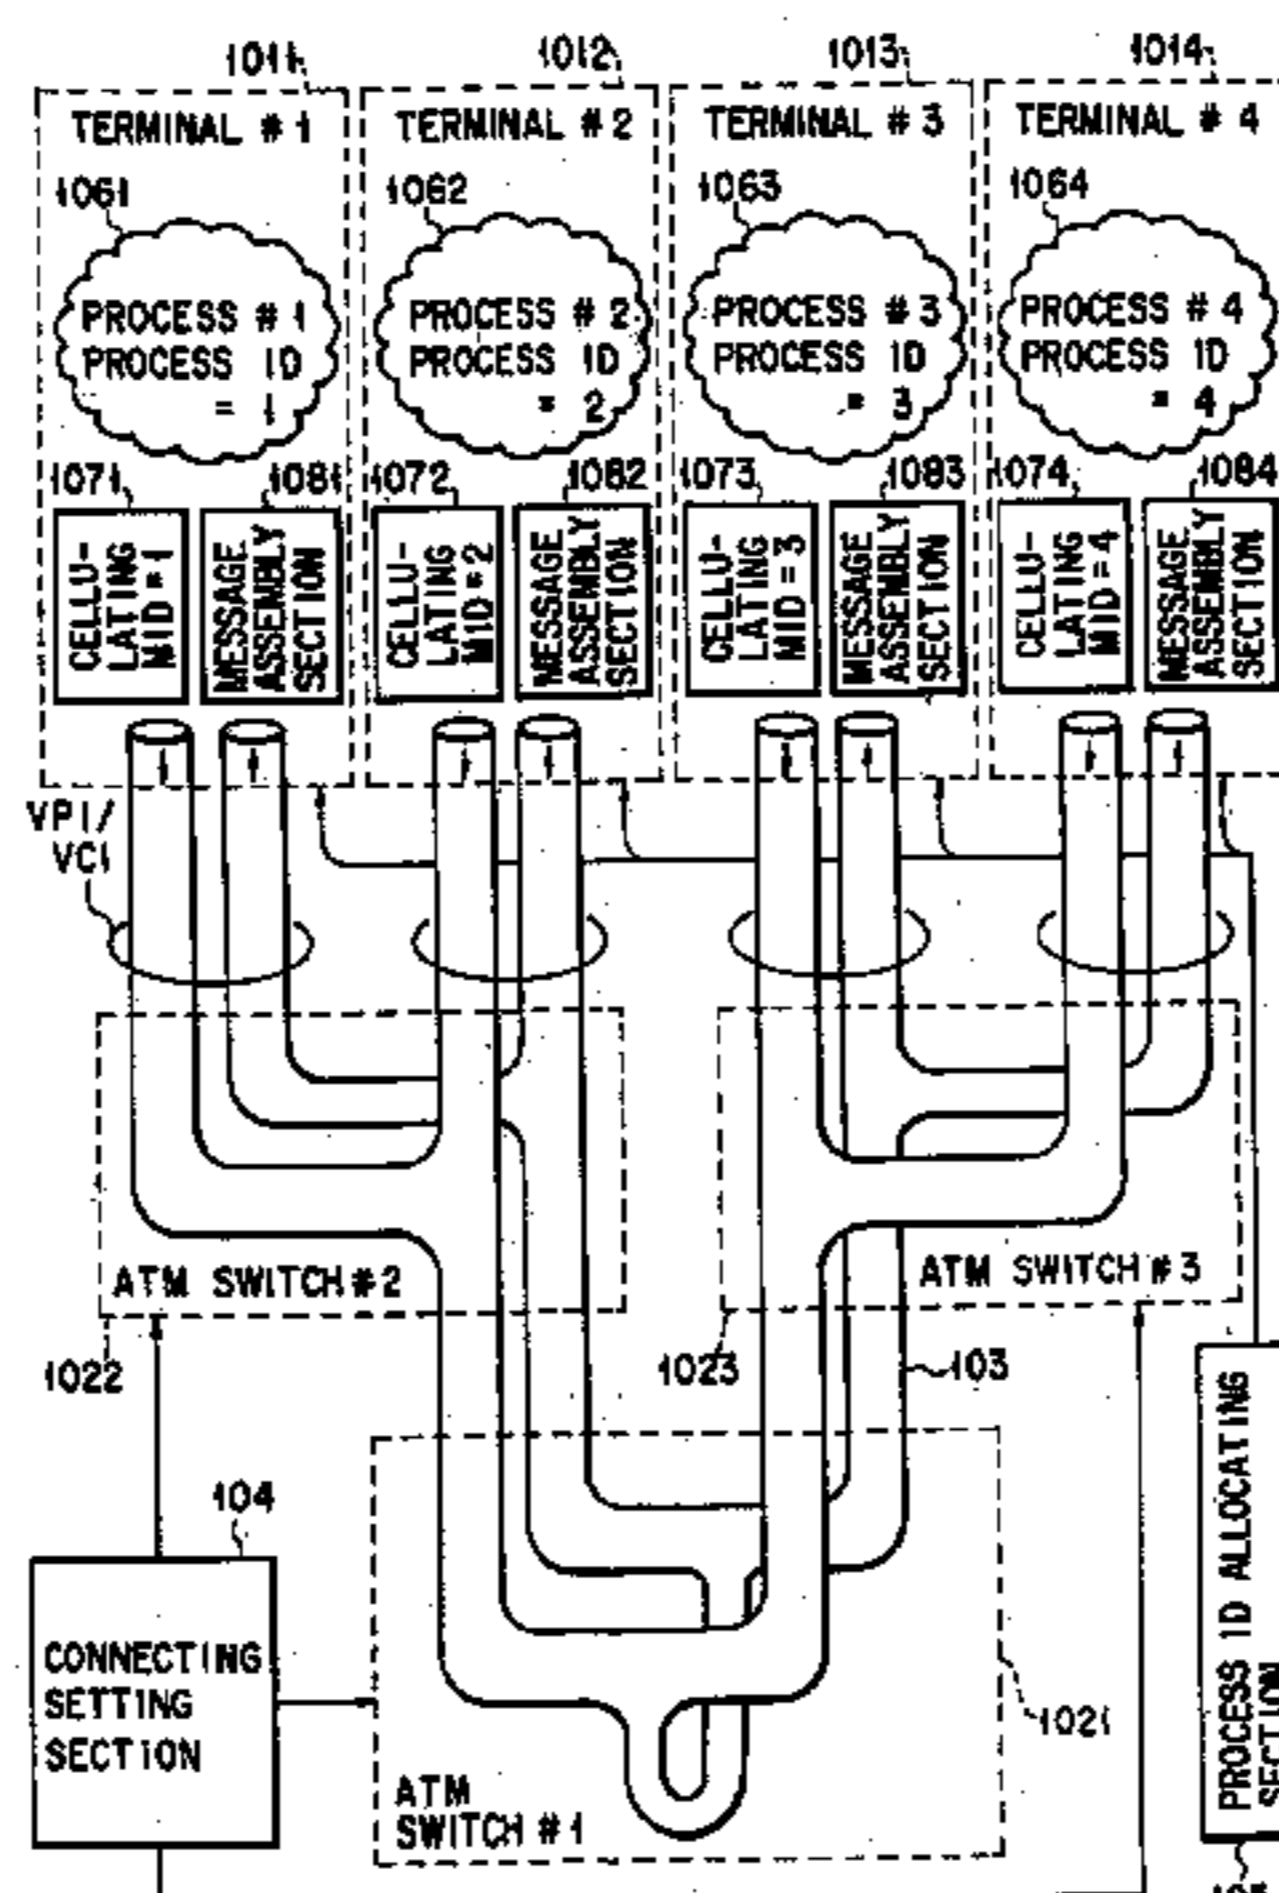 1011
1012
1013
1014
TERMINAL # 1
TERMINAL # 2
TERMINAL # 3
TERMINAL # 4
1061
1062
1063
1064
PROCESS # 1
PROCESS ID
= 1
PROCESS # 2
PROCESS ID
= 2
PROCESS # 3
PROCESS ID
= 3
PROCESS # 4
PROCESS ID
= 4
1071
1081
1072
1082
1073
1083
1074
1084
CELLU-
LATING
MID = 1
MESSAGE
ASSEMBLY
SECTION
CELLU-
LATING
MID = 2
MESSAGE
ASSEMBLY
SECTION
CELLU-
LATING
MID = 3
MESSAGE
ASSEMBLY
SECTION
CELLU-
LATING
MID = 4
MESSAGE
ASSEMBLY
SECTION
VPI/
VCI
ATM SWITCH # 2
ATM SWITCH # 3
1022
1023
103
104
CONNECTING
SETTING
SECTION
1021
ATM
SWITCH # 1
PROCESS ID ALLOCATING
SECTION
105